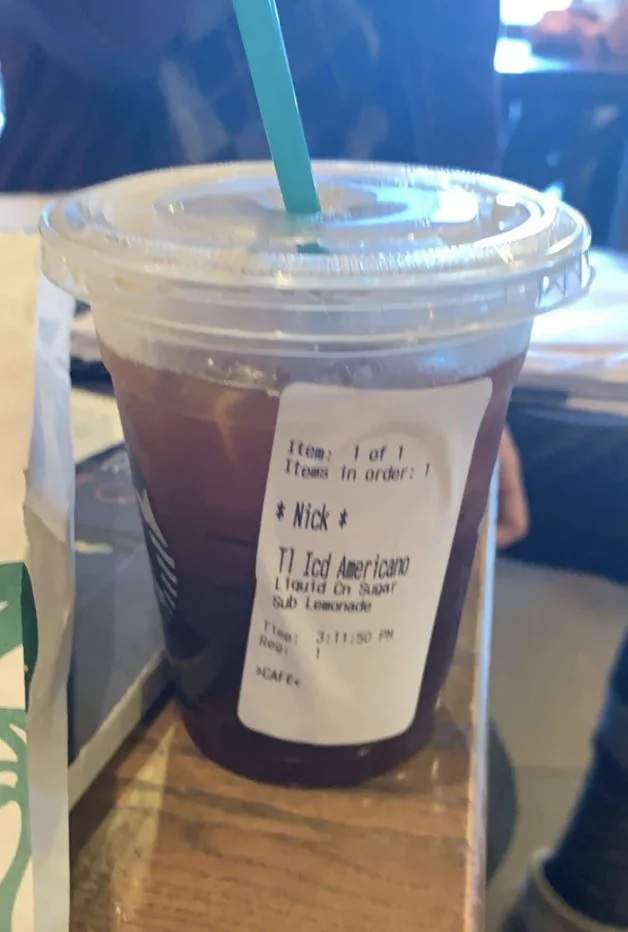 Item: 1 of 1
Items in order: 1
* Nick *
Tl Icd Americano
Liquid Cn Sugar
Sub Lemonade
Time: 3:11:50 PM
Reg: 1
>CAFE<